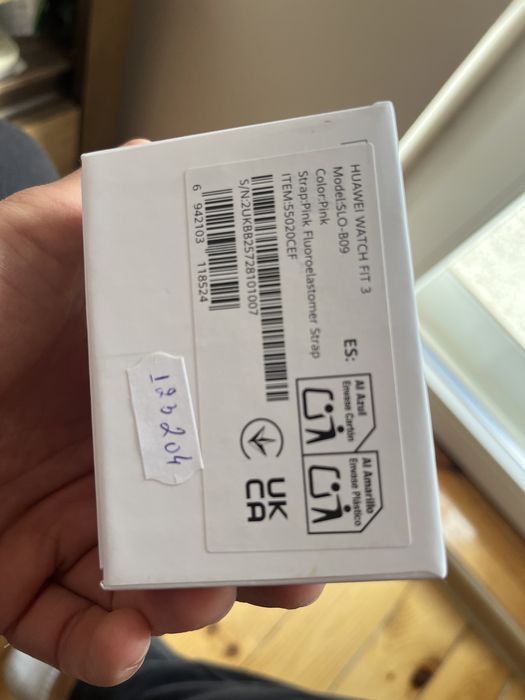 HUAWEI WATCH FIT 3
Model:SLO-B09
Color:Pink
Strap:Pink Fluoroelastomer Strap
ITEM:55020CEF
S/N:2UKBB25728101007
6 942103 118524
ES:
Al Azul
Envase Cartón
Al Amarillo
Envase Plástico
UK
CA
123204